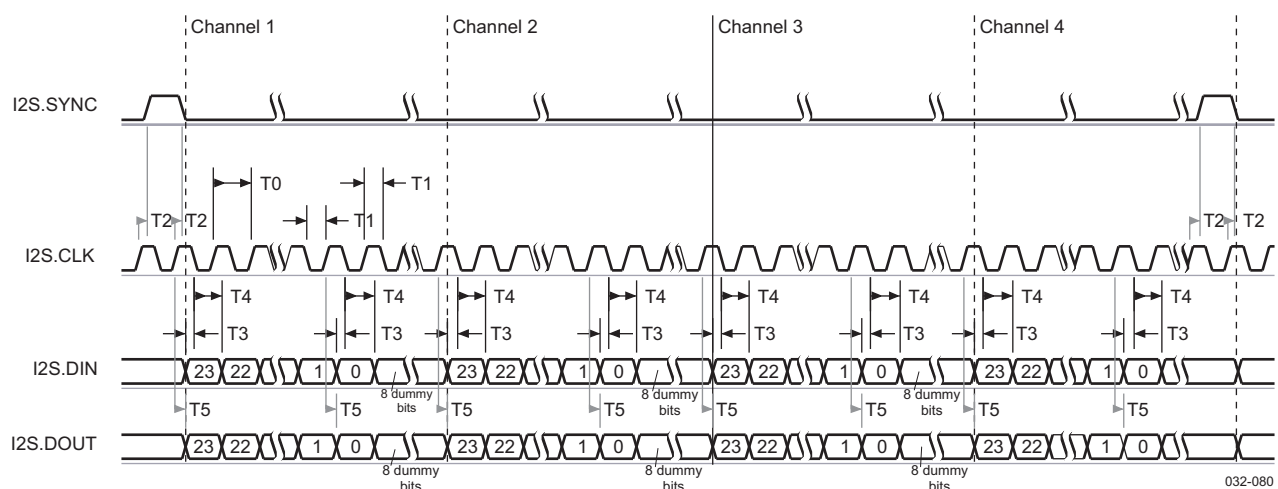 Channel 1 Channel 2 Channel 3 Channel 4
I2S.SYNC
T0 T1
T2 T2 T1 T2 T2
I2S.CLK
T4 T4 T4 T4 T4 T4 T4 T4
T3 T3 T3 T3 T3 T3 T3 T3
I2S.DIN 23 22 1 0 23 22 1 0 23 22 1 0 23 22 1 0
8 dummy bits 8 dummy bits 8 dummy bits
T5 T5 T5 T5 T5 T5 T5 T5
I2S.DOUT 23 22 1 0 23 22 1 0 23 22 1 0 23 22 1 0
8 dummy bits 8 dummy bits 8 dummy bits
032-080